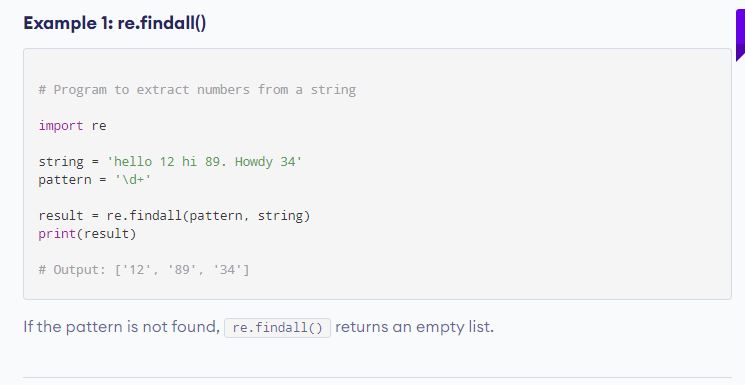 Example 1: re.findall()
# Program to extract numbers from a string
import re
string = 'hello 12 hi 89. Howdy 34'
pattern = '\d+'
result = re.findall(pattern, string)
print(result)
# Output: ['12', '89', '34']
If the pattern is not found, re.findall() returns an empty list.